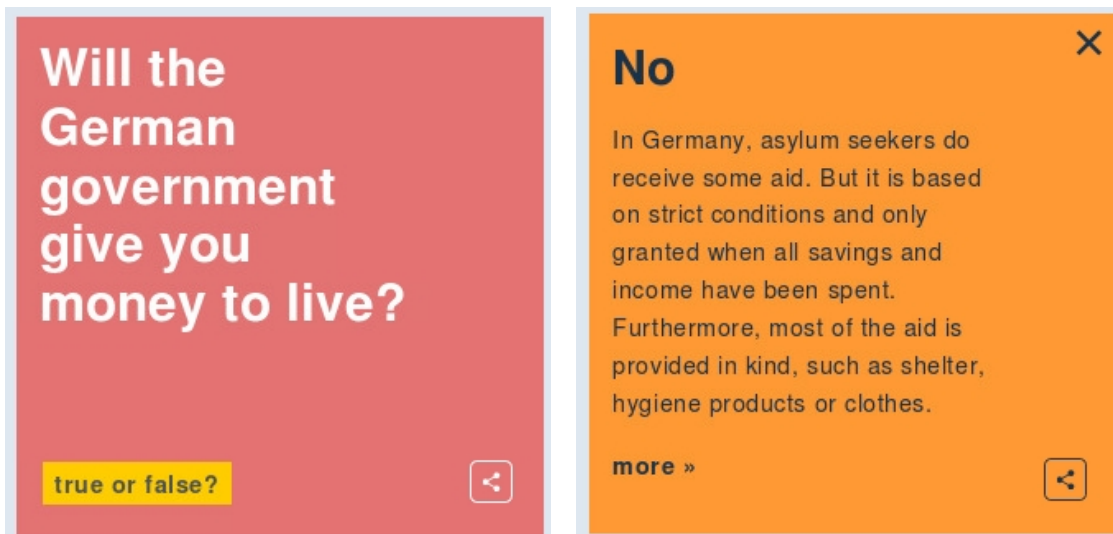 Will the
German
government
give you
money to live?
true or false?
No
In Germany, asylum seekers do
receive some aid. But it is based
on strict conditions and only
granted when all savings and
income have been spent.
Furthermore, most of the aid is
provided in kind, such as shelter,
hygiene products or clothes.
more »